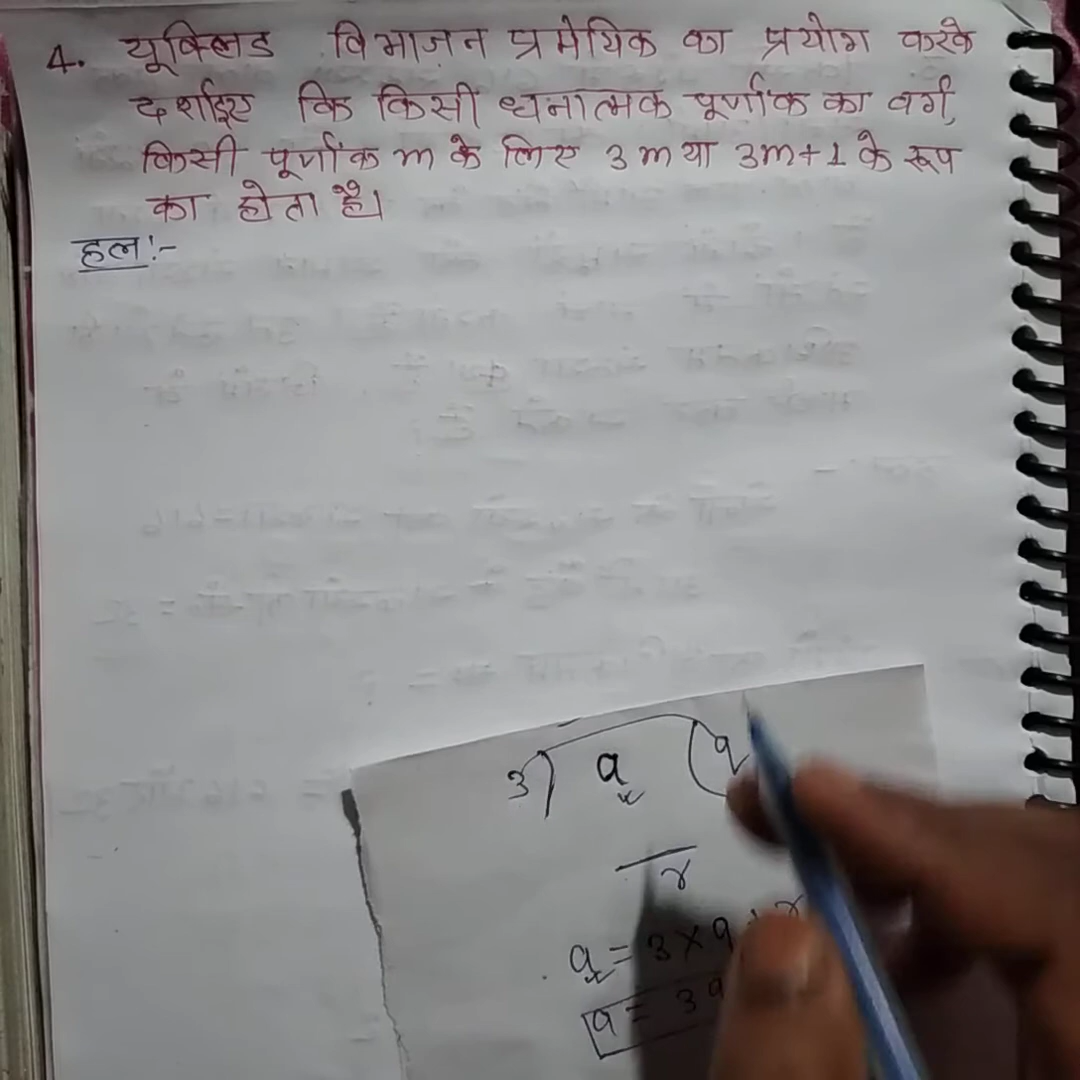 4. यूक्लिड विभाजन प्रमेयिका का प्रयोग करके
दर्शाइए कि किसी धनात्मक पूर्णांक का वर्ग,
किसी पूर्णांक m के लिए 3m या 3m+1 के रूप
का होता है।
हल:-
3) a (q
r
a = 3×q + r
a = 3q